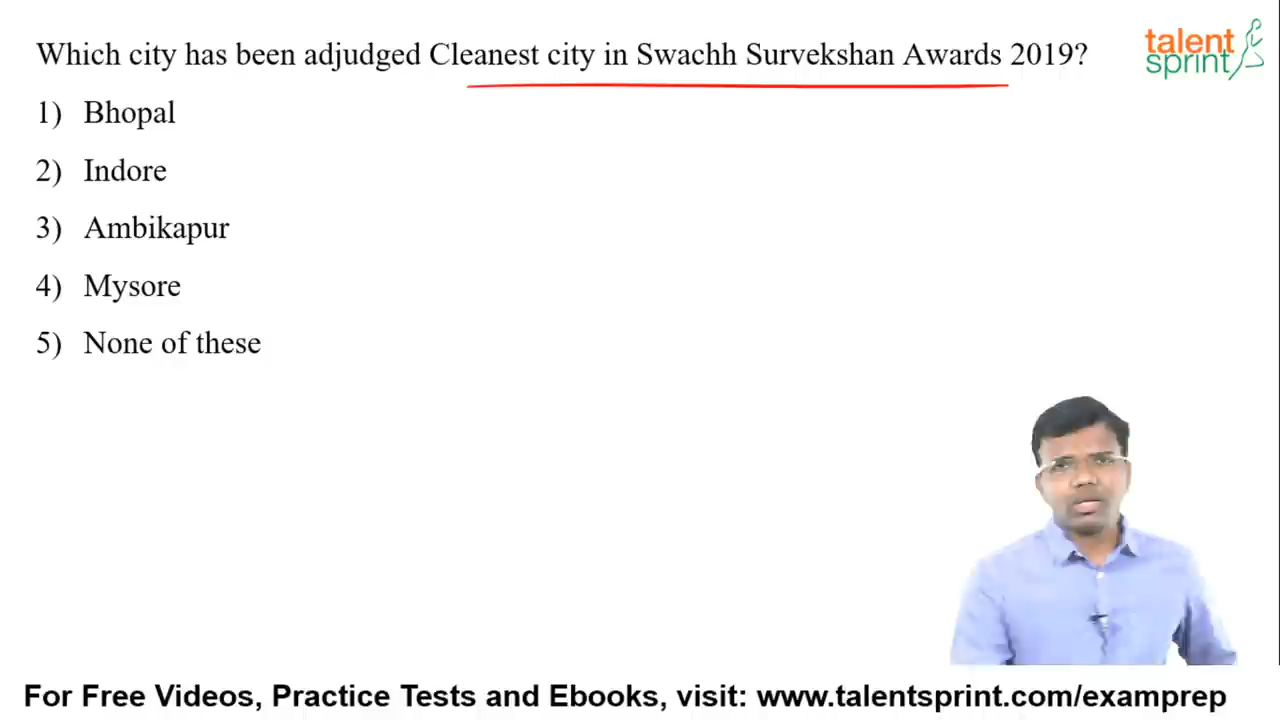 Which city has been adjudged Cleanest city in Swachh Survekshan Awards 2019?
talent
sprint
1) Bhopal
2) Indore
3) Ambikapur
4) Mysore
5) None of these
For Free Videos, Practice Tests and Ebooks, visit: www.talentsprint.com/examprep